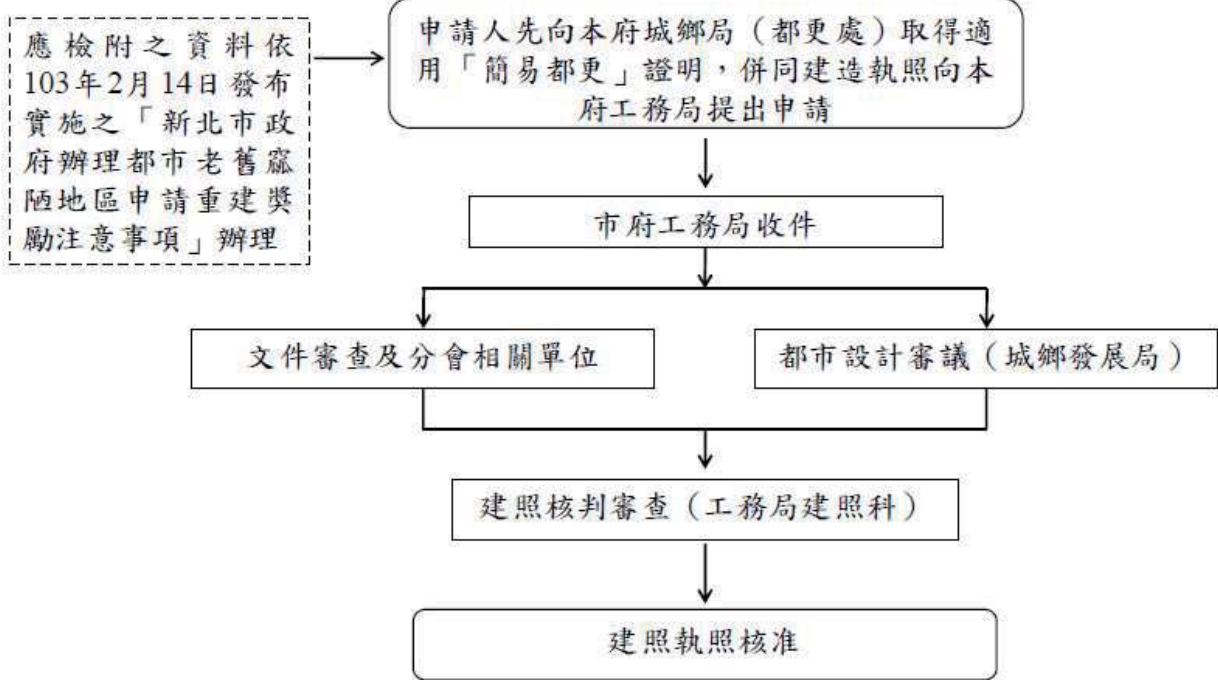 應檢附之資料依
103年2月14日發布
實施之「新北市政
府辦理都市老舊窳
陋地區申請重建獎
勵注意事項」辦理
申請人先向本府城鄉局（都更處）取得適
用「簡易都更」證明，併同建造執照向本
府工務局提出申請
市府工務局收件
文件審查及分會相關單位
都市設計審議（城鄉發展局）
建照核判審查（工務局建照科）
建照執照核准